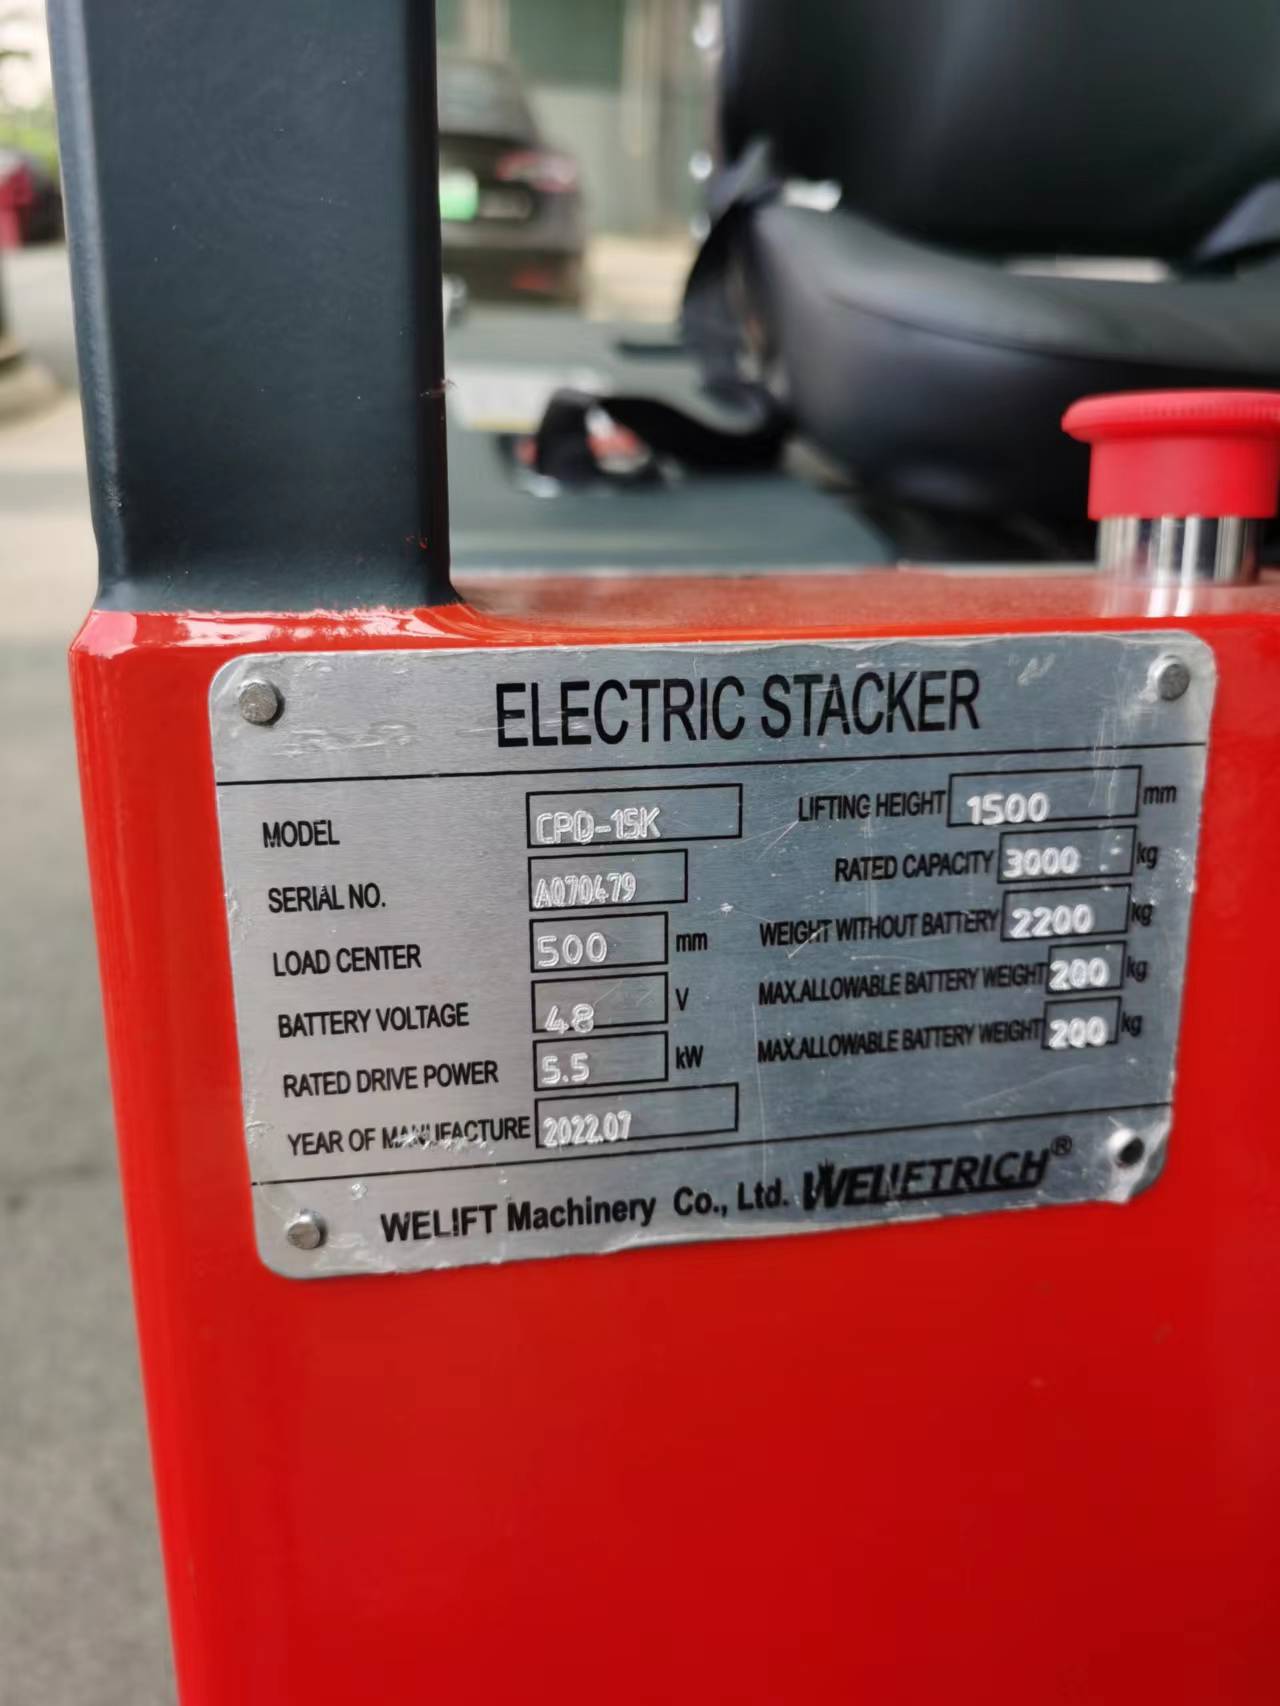 ELECTRIC STACKER
MODEL CPD-15K
SERIAL NO. A070479
LOAD CENTER 500 mm
BATTERY VOLTAGE 48 V
RATED DRIVE POWER 5.5 kW
YEAR OF MANUFACTURE 2022.07
LIFTING HEIGHT 1500 mm
RATED CAPACITY 3000 kg
WEIGHT WITHOUT BATTERY 2200 kg
MAX.ALLOWABLE BATTERY WEIGHT 200 kg
MAX.ALLOWABLE BATTERY WEIGHT 200 kg
WELIFT Machinery Co., Ltd. WELIFTRICH®